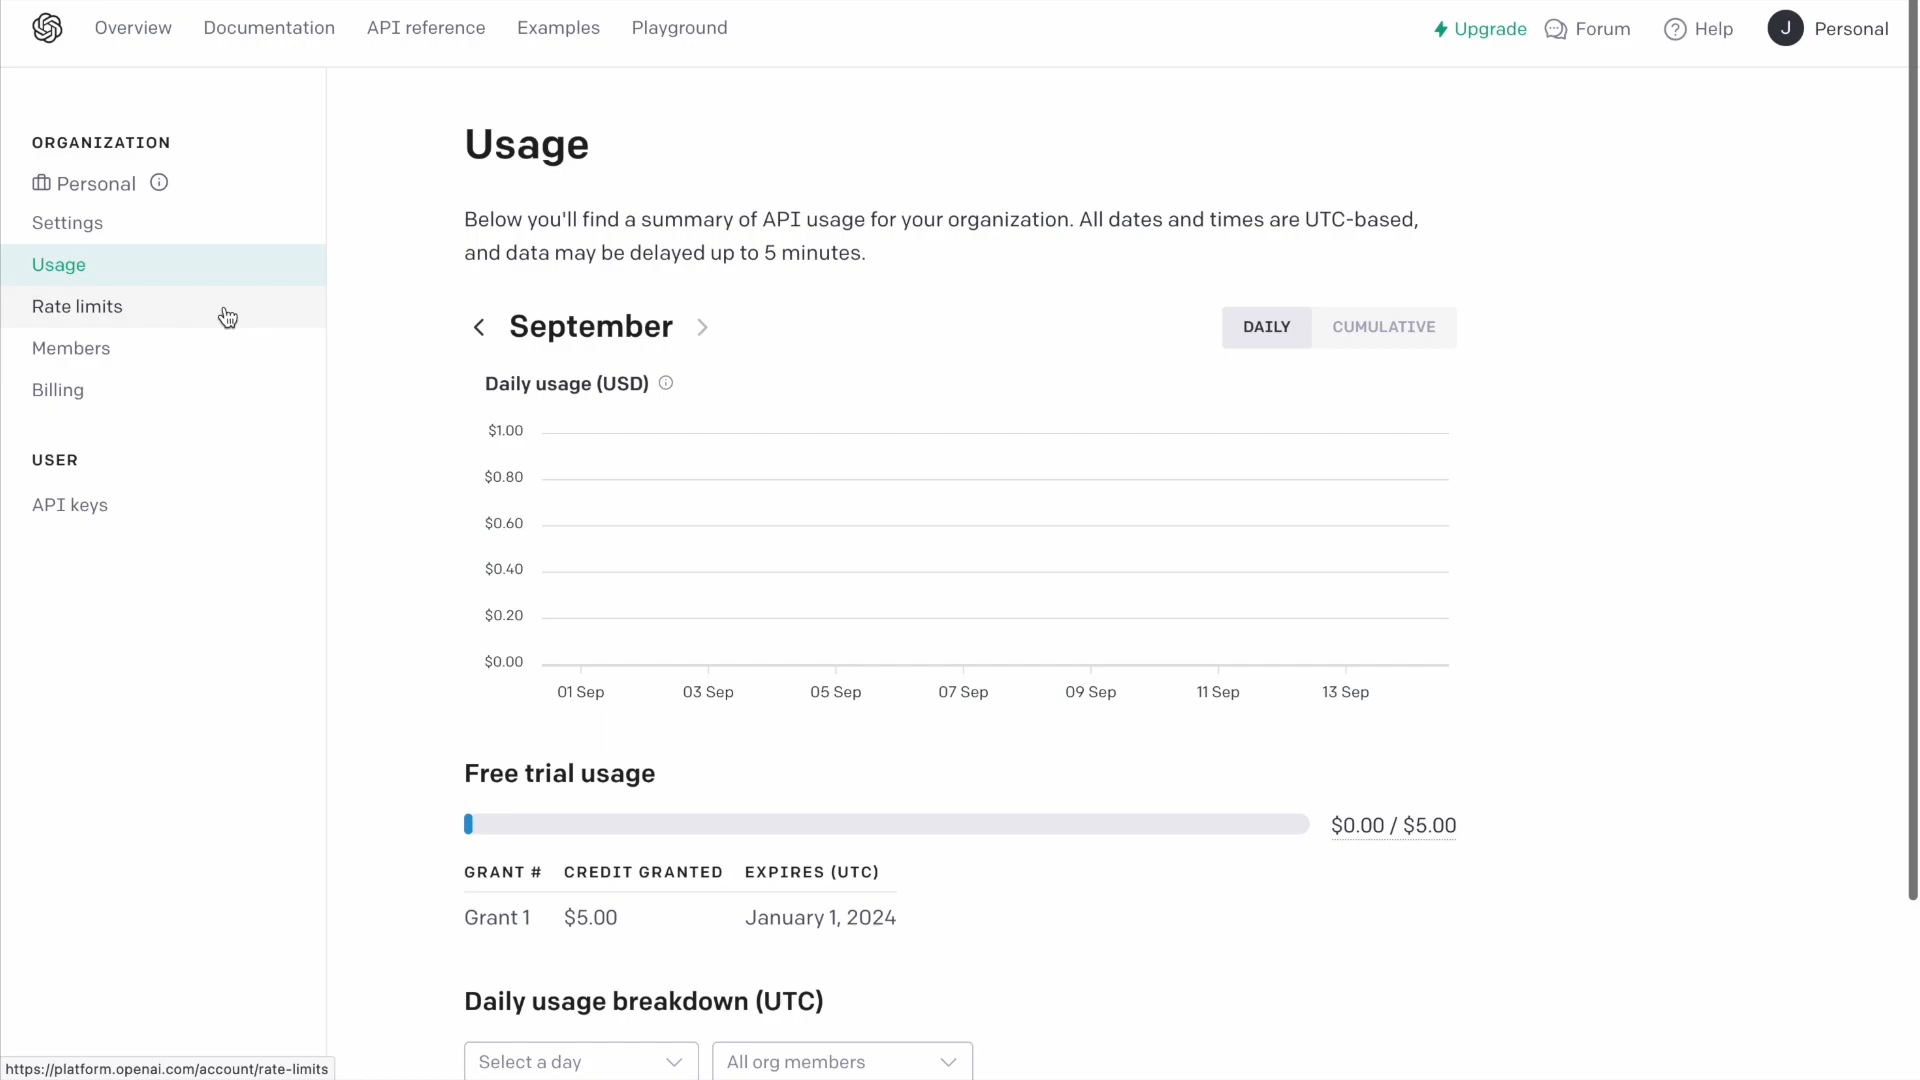 Overview Documentation API reference Examples Playground
Upgrade Forum Help J Personal
ORGANIZATION
Personal
Settings
Usage
Rate limits
Members
Billing
USER
API keys
Usage
Below you'll find a summary of API usage for your organization. All dates and times are UTC-based,
and data may be delayed up to 5 minutes.
September
DAILY CUMULATIVE
Daily usage (USD)
$1.00
$0.80
$0.60
$0.40
$0.20
$0.00
01 Sep 03 Sep 05 Sep 07 Sep 09 Sep 11 Sep 13 Sep
Free trial usage
$0.00 / $5.00
GRANT # CREDIT GRANTED EXPIRES (UTC)
Grant 1 $5.00 January 1, 2024
Daily usage breakdown (UTC)
Select a day All org members
https://platform.openai.com/account/rate-limits